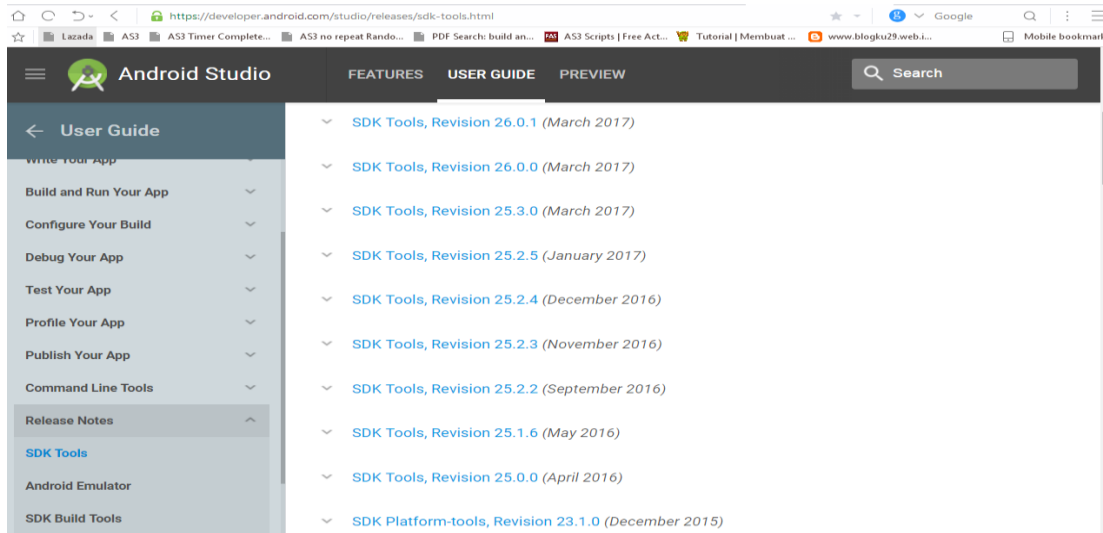 https://developer.android.com/studio/releases/sdk-tools.html
Google
Lazada AS3 AS3 Timer Complete... AS3 no repeat Rando... PDF Search: build an... FAS AS3 Scripts | Free Act... Tutorial | Membuat ... www.blogku29.web.i... Mobile bookmark
Android Studio FEATURES USER GUIDE PREVIEW Search
User Guide
Write Your App
Build and Run Your App
Configure Your Build
Debug Your App
Test Your App
Profile Your App
Publish Your App
Command Line Tools
Release Notes
SDK Tools
Android Emulator
SDK Build Tools
SDK Tools, Revision 26.0.1 (March 2017)
SDK Tools, Revision 26.0.0 (March 2017)
SDK Tools, Revision 25.3.0 (March 2017)
SDK Tools, Revision 25.2.5 (January 2017)
SDK Tools, Revision 25.2.4 (December 2016)
SDK Tools, Revision 25.2.3 (November 2016)
SDK Tools, Revision 25.2.2 (September 2016)
SDK Tools, Revision 25.1.6 (May 2016)
SDK Tools, Revision 25.0.0 (April 2016)
SDK Platform-tools, Revision 23.1.0 (December 2015)